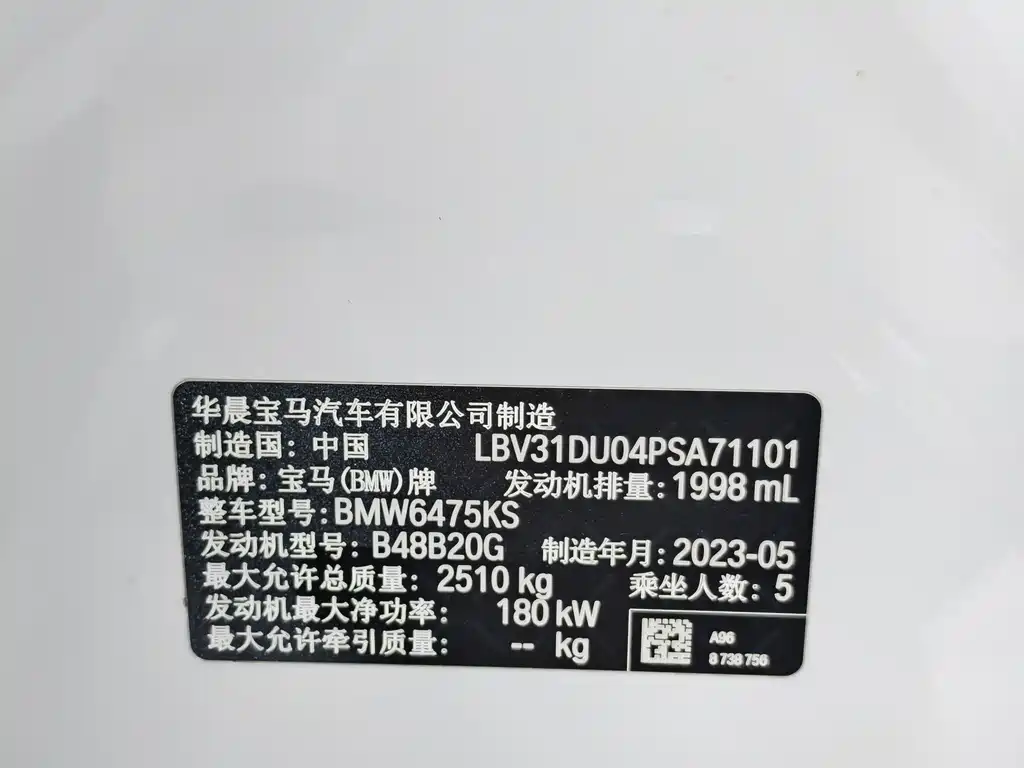 华晨宝马汽车有限公司制造
制造国：中国 LBV31DU04PSA71101
品牌：宝马(BMW)牌 发动机排量：1998 mL
整车型号：BMW6475KS
发动机型号：B48B20G 制造年月：2023-05
最大允许总质量：2510 kg 乘坐人数：5
发动机最大净功率： 180 kW
最大允许牵引质量： -- kg
A96
8 738 756